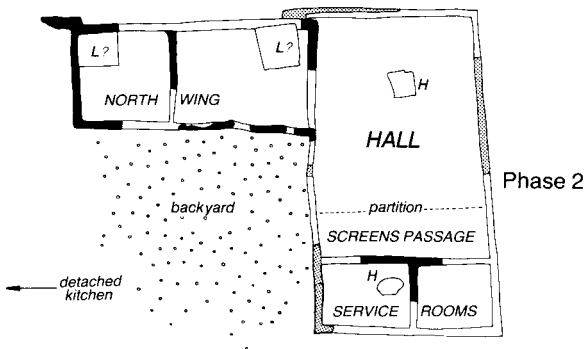 L?
L?
NORTH WING
H
HALL
Phase 2
backyard
partition
SCREENS PASSAGE
detached
kitchen
H
SERVICE ROOMS